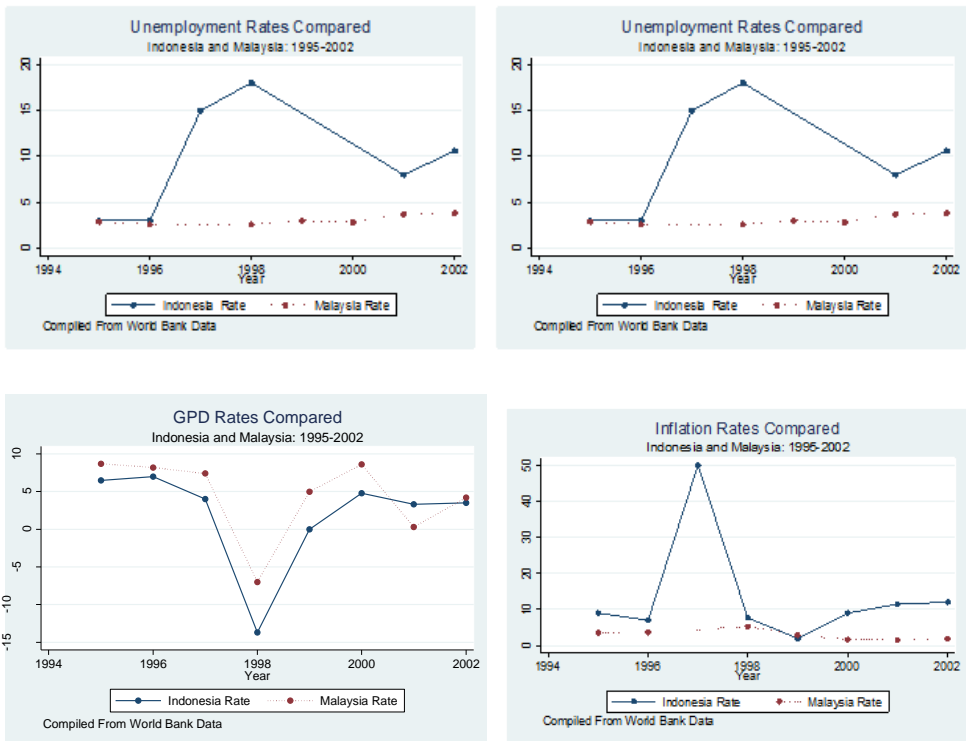 Unemployment Rates Compared
Indonesia and Malaysia: 1995-2002
20
15
10
5
0
1994
1996
1998
2000
2002
Year
Indonesia Rate
Malaysia Rate
Compiled From World Bank Data
Unemployment Rates Compared
Indonesia and Malaysia: 1995-2002
20
15
10
5
0
1994
1996
1998
2000
2002
Year
Indonesia Rate
Malaysia Rate
Compiled From World Bank Data
GPD Rates Compared
Indonesia and Malaysia: 1995-2002
10
5
0
-5
-10
-15
1994
1996
1998
2000
2002
Year
Indonesia Rate
Malaysia Rate
Compiled From World Bank Data
Inflation Rates Compared
Indonesia and Malaysia: 1995-2002
50
40
30
20
10
0
1994
1996
1998
2000
2002
Year
Indonesia Rate
Malaysia Rate
Compiled From World Bank Data